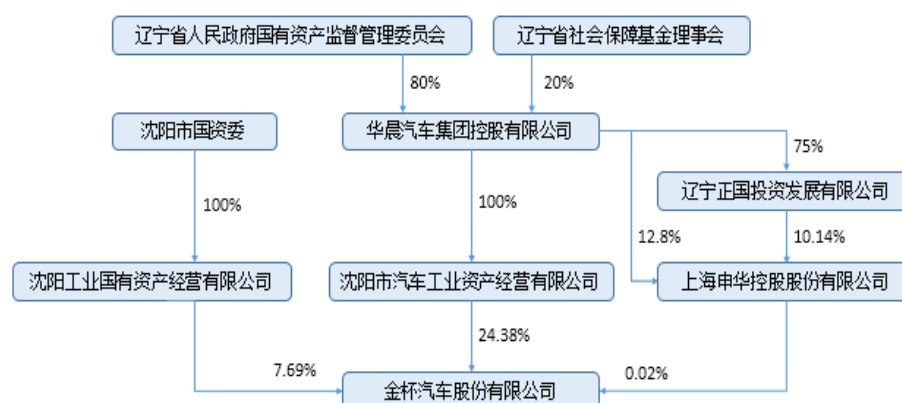 辽宁省人民政府国有资产监督管理委员会
辽宁省社会保障基金理事会
80%
20%
沈阳市国资委
华晨汽车集团控股有限公司
75%
辽宁正国投资发展有限公司
100%
100%
12.8%
10.14%
沈阳工业国有资产经营有限公司
沈阳市汽车工业资产经营有限公司
上海申华控股股份有限公司
24.38%
7.69%
0.02%
金杯汽车股份有限公司